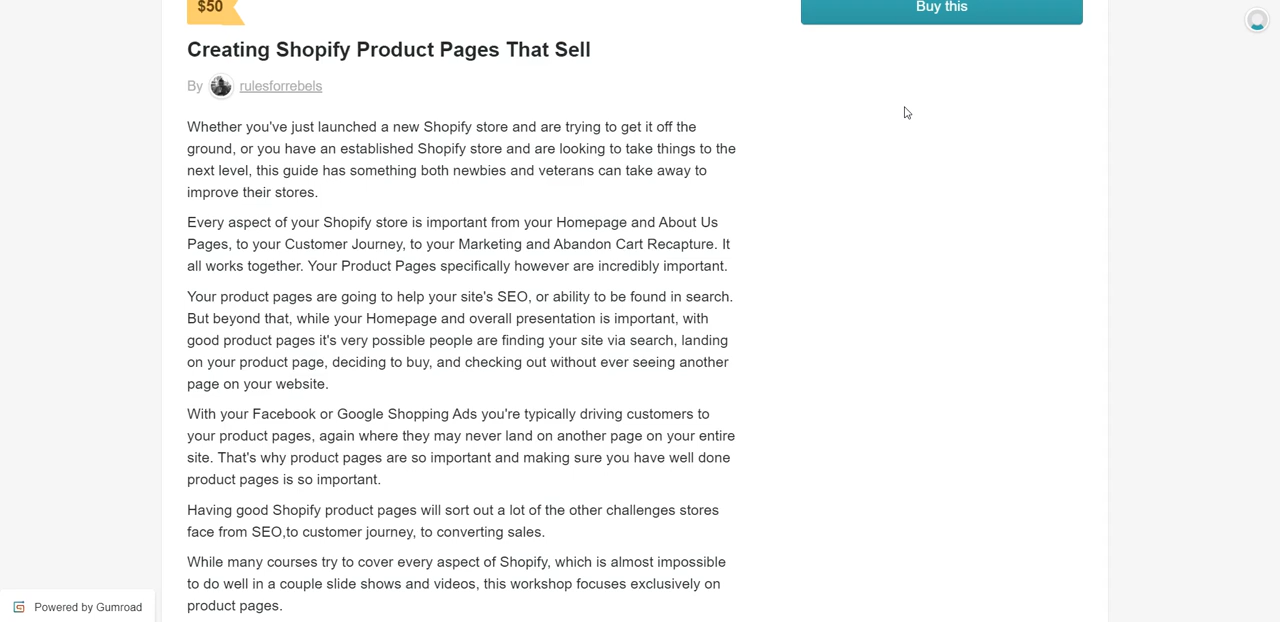 $50
Buy this
Creating Shopify Product Pages That Sell
By rulesforrebels
Whether you've just launched a new Shopify store and are trying to get it off the
ground, or you have an established Shopify store and are looking to take things to the
next level, this guide has something both newbies and veterans can take away to
improve their stores.
Every aspect of your Shopify store is important from your Homepage and About Us
Pages, to your Customer Journey, to your Marketing and Abandon Cart Recapture. It
all works together. Your Product Pages specifically however are incredibly important.
Your product pages are going to help your site's SEO, or ability to be found in search.
But beyond that, while your Homepage and overall presentation is important, with
good product pages it's very possible people are finding your site via search, landing
on your product page, deciding to buy, and checking out without ever seeing another
page on your website.
With your Facebook or Google Shopping Ads you're typically driving customers to
your product pages, again where they may never land on another page on your entire
site. That's why product pages are so important and making sure you have well done
product pages is so important.
Having good Shopify product pages will sort out a lot of the other challenges stores
face from SEO,to customer journey, to converting sales.
While many courses try to cover every aspect of Shopify, which is almost impossible
to do well in a couple slide shows and videos, this workshop focuses exclusively on
product pages.
Powered by Gumroad